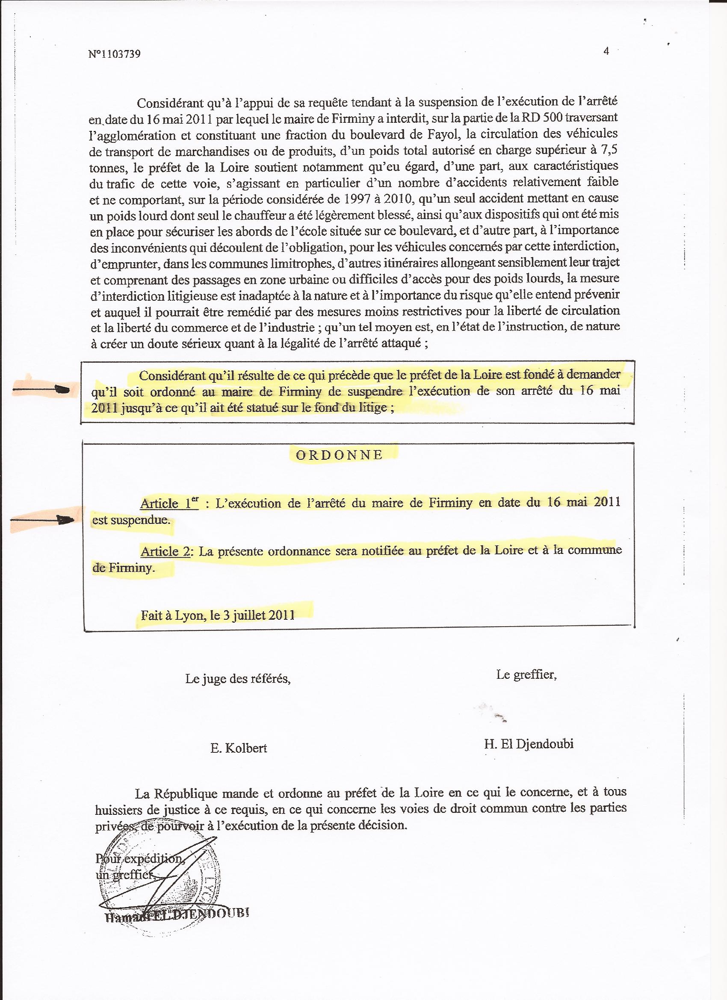 N°1103739
4
Considérant qu'à l'appui de sa requête tendant à la suspension de l'exécution de l'arrêté
en date du 16 mai 2011 par lequel le maire de Firminy a interdit, sur la partie de la RD 500 traversant
l'agglomération et constituant une fraction du boulevard de Fayol, la circulation des véhicules
de transport de marchandises ou de produits, d'un poids total autorisé en charge supérieur à 7,5
tonnes, le préfet de la Loire soutient notamment qu'eu égard, d'une part, aux caractéristiques
du trafic de cette voie, s'agissant en particulier d'un nombre d'accidents relativement faible
et ne comportant, sur la période considérée de 1997 à 2010, qu'un seul accident mettant en cause
un poids lourd dont seul le chauffeur a été légèrement blessé, ainsi qu'aux dispositifs qui ont été mis
en place pour sécuriser les abords de l'école située sur ce boulevard, et d'autre part, à l'importance
des inconvénients qui découlent de l'obligation, pour les véhicules concernés par cette interdiction,
d'emprunter, dans les communes limitrophes, d'autres itinéraires allongeant sensiblement leur trajet
et comprenant des passages en zone urbaine ou difficiles d'accès pour des poids lourds, la mesure
d'interdiction litigieuse est inadaptée à la nature et à l'importance du risque qu'elle entend prévenir
et auquel il pourrait être remédié par des mesures moins restrictives pour la liberté de circulation
et la liberté du commerce et de l'industrie ; qu'un tel moyen est, en l'état de l'instruction, de nature
à créer un doute sérieux quant à la légalité de l'arrêté attaqué ;
Considérant qu'il résulte de ce qui précède que le préfet de la Loire est fondé à demander
qu'il soit ordonné au maire de Firminy de suspendre l'exécution de son arrêté du 16 mai
2011 jusqu'à ce qu'il ait été statué sur le fond du litige ;
ORDONNE
Article 1er : L'exécution de l'arrêté du maire de Firminy en date du 16 mai 2011
est suspendue.
Article 2: La présente ordonnance sera notifiée au préfet de la Loire et à la commune
de Firminy.
Fait à Lyon, le 3 juillet 2011
Le juge des référés,
Le greffier,
E. Kolbert
H. El Djendoubi
La République mande et ordonne au préfet de la Loire en ce qui le concerne, et à tous
huissiers de justice à ce requis, en ce qui concerne les voies de droit commun contre les parties
privées, de pourvoir à l'exécution de la présente décision.
Pour expédition,
un greffier,
DE LYON
Hamadi EL DJENDOUBI